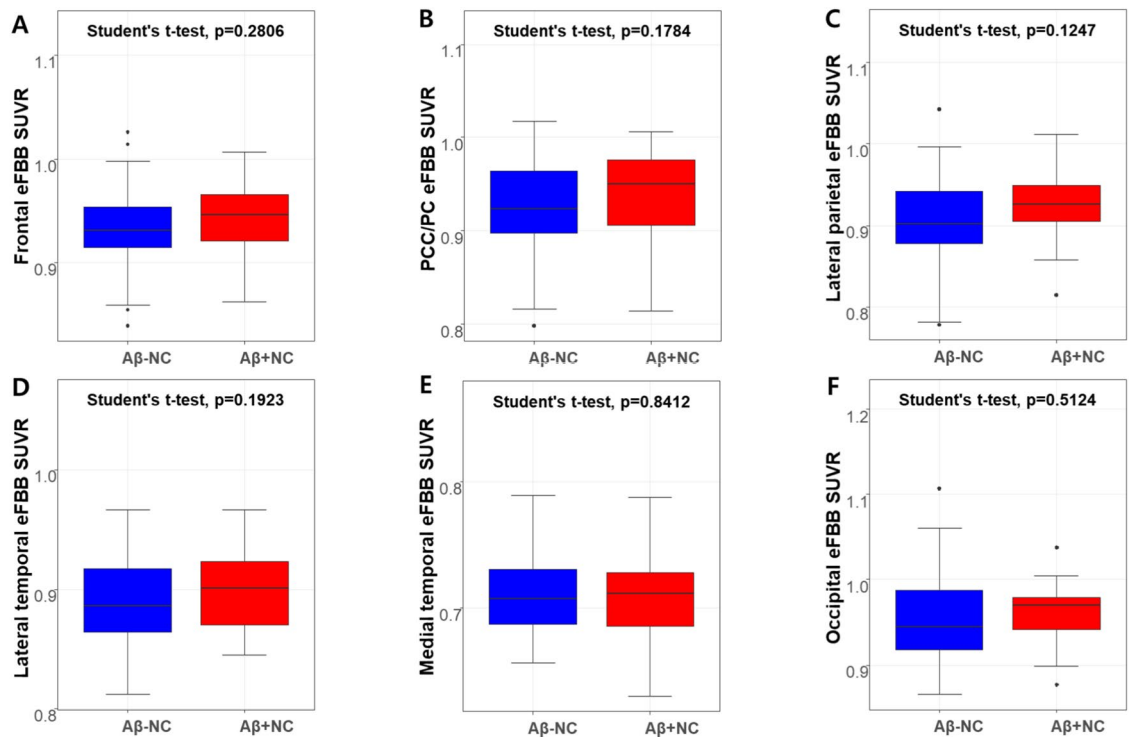 A
Student's t-test, p=0.2806
Frontal eFBB SUVR
1.1
1.0
0.9
Aβ-NC Aβ+NC
B
Student's t-test, p=0.1784
PCC/PC eFBB SUVR
1.1
1.0
0.9
0.8
Aβ-NC Aβ+NC
C
Student's t-test, p=0.1247
Lateral parietal eFBB SUVR
1.1
1.0
0.9
0.8
Aβ-NC Aβ+NC
D
Student's t-test, p=0.1923
Lateral temporal eFBB SUVR
1.0
0.9
0.8
Aβ-NC Aβ+NC
E
Student's t-test, p=0.8412
Medial temporal eFBB SUVR
0.8
0.7
Aβ-NC Aβ+NC
F
Student's t-test, p=0.5124
Occipital eFBB SUVR
1.2
1.1
1.0
0.9
Aβ-NC Aβ+NC